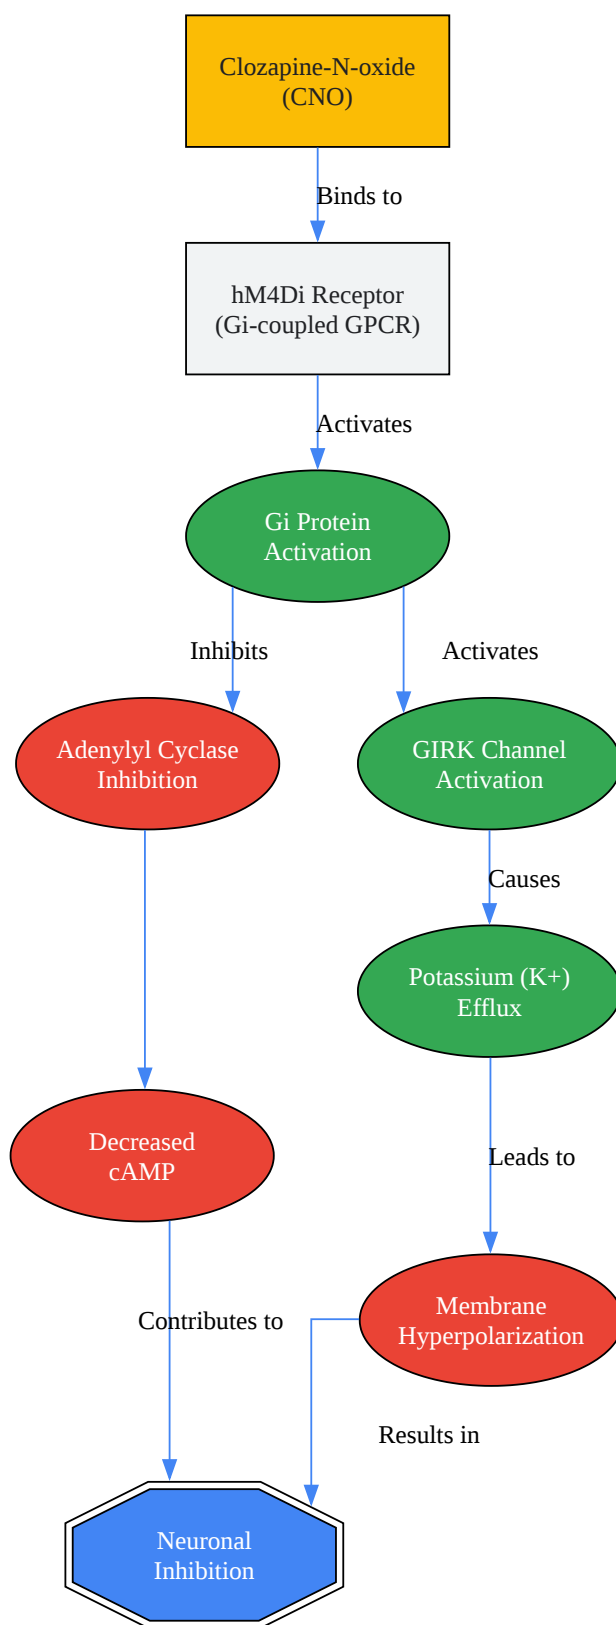 Clozapine-N-oxide
(CNO)
Binds to
hM4Di Receptor
(Gi-coupled GPCR)
Activates
Gi Protein
Activation
Inhibits
Activates
Adenylyl Cyclase
Inhibition
GIRK Channel
Activation
Causes
Potassium (K+)
Efflux
Decreased
cAMP
Leads to
Membrane
Hyperpolarization
Contributes to
Results in
Neuronal
Inhibition